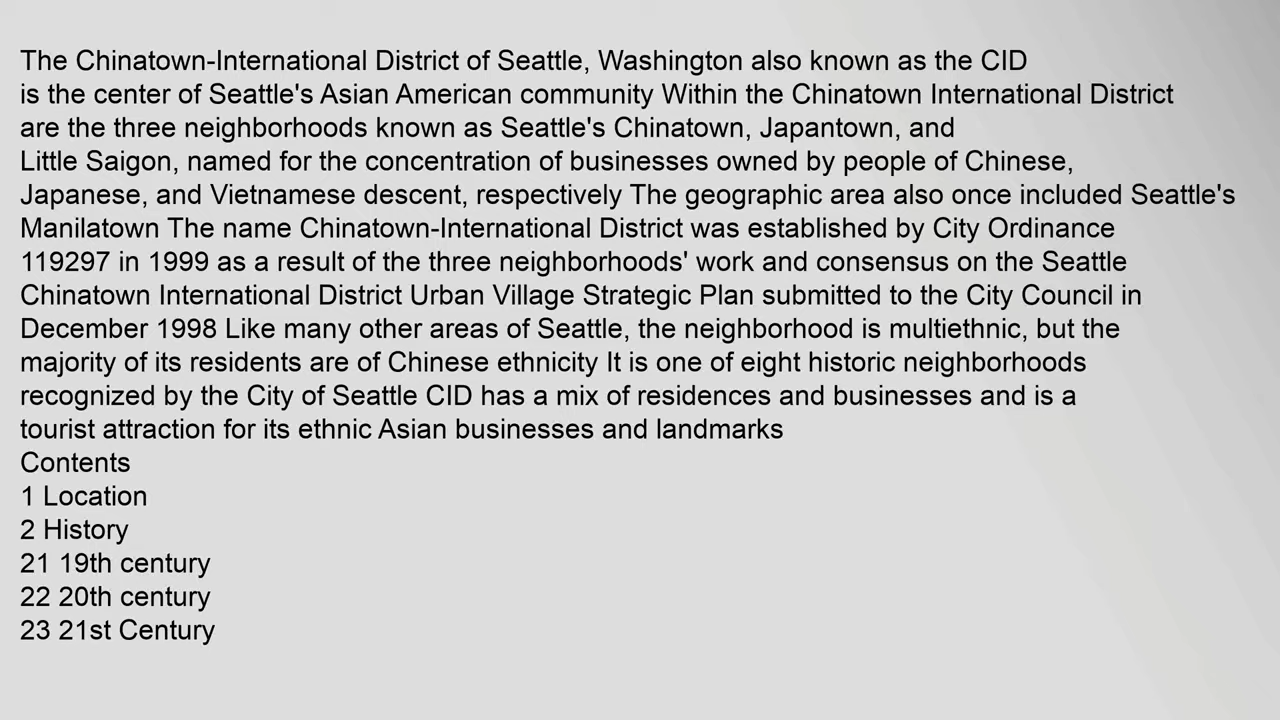 The Chinatown-International District of Seattle, Washington also known as the CID
is the center of Seattle's Asian American community Within the Chinatown International District
are the three neighborhoods known as Seattle's Chinatown, Japantown, and
Little Saigon, named for the concentration of businesses owned by people of Chinese,
Japanese, and Vietnamese descent, respectively The geographic area also once included Seattle's
Manilatown The name Chinatown-International District was established by City Ordinance
119297 in 1999 as a result of the three neighborhoods' work and consensus on the Seattle
Chinatown International District Urban Village Strategic Plan submitted to the City Council in
December 1998 Like many other areas of Seattle, the neighborhood is multiethnic, but the
majority of its residents are of Chinese ethnicity It is one of eight historic neighborhoods
recognized by the City of Seattle CID has a mix of residences and businesses and is a
tourist attraction for its ethnic Asian businesses and landmarks
Contents
1 Location
2 History
21 19th century
22 20th century
23 21st Century